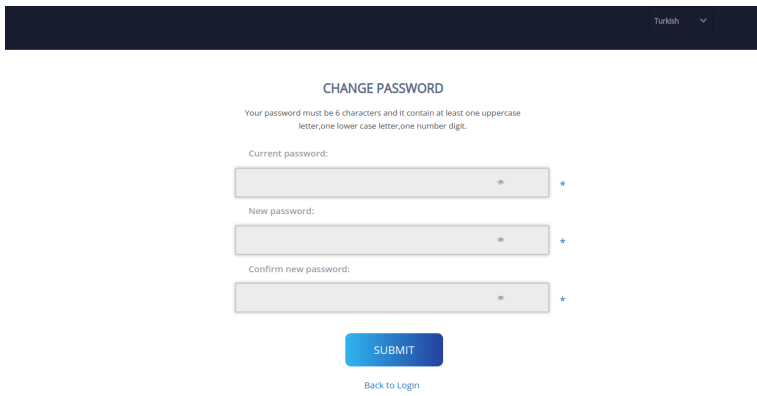 Turkish
CHANGE PASSWORD
Your password must be 6 characters and it contain at least one uppercase
letter,one lower case letter,one number digit.
Current password:
*
New password:
*
Confirm new password:
*
SUBMIT
Back to Login